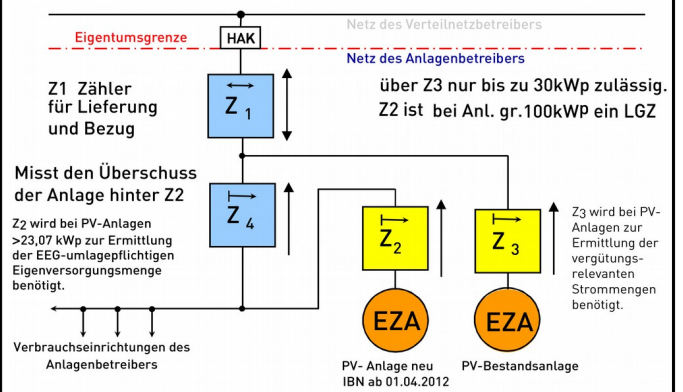 Netz des Verteilnetzbetreibers
Eigentumsgrenze
HAK
Netz des Anlagenbetreibers
Z1 Zähler
für Lieferung
und Bezug
Z 1
über Z3 nur bis zu 30kWp zulässig.
Z2 ist bei Anl. gr.100kWp ein LGZ
Misst den Überschuss
der Anlage hinter Z2
Z 4
Z2 wird bei PV-Anlagen
>23,07 kWp zur Ermittlung
der EEG-umlagepflichtigen
Eigenversorgungsmenge
benötigt.
Z 2
Z 3
Z3 wird bei PV-
Anlagen zur
Ermittlung der
vergütungs-
relevanten
Strommengen
benötigt.
EZA
EZA
Verbrauchseinrichtungen des
Anlagenbetreibers
PV- Anlage neu
IBN ab 01.04.2012
PV-Bestandsanlage